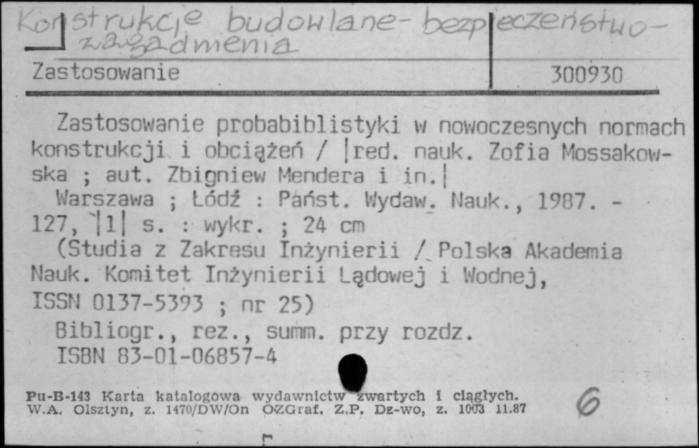 Konstrukcje budowlane - bezpieczeństwo -
zagadnienia
Zastosowanie 300930
Zastosowanie probabiblistyki w nowoczesnych normach
konstrukcji i obciążeń / |red. nauk. Zofia Mossakow-
ska ; aut. Zbigniew Mendera i in.|
Warszawa ; Łódź : Państ. Wydaw. Nauk., 1987. -
127, |1| s. : wykr. ; 24 cm
(Studia z Zakresu Inżynierii / Polska Akademia
Nauk. Komitet Inżynierii Lądowej i Wodnej,
ISSN 0137-5393 ; nr 25)
Bibliogr., rez., summ. przy rozdz.
ISBN 83-01-06857-4
Pu-B-143 Karta katalogowa wydawnictw zwartych i ciągłych.
W.A. Olsztyn, z. 1470/DW/On OZGraf. Z.P. Dz-wo, z. 1003 11.87
6